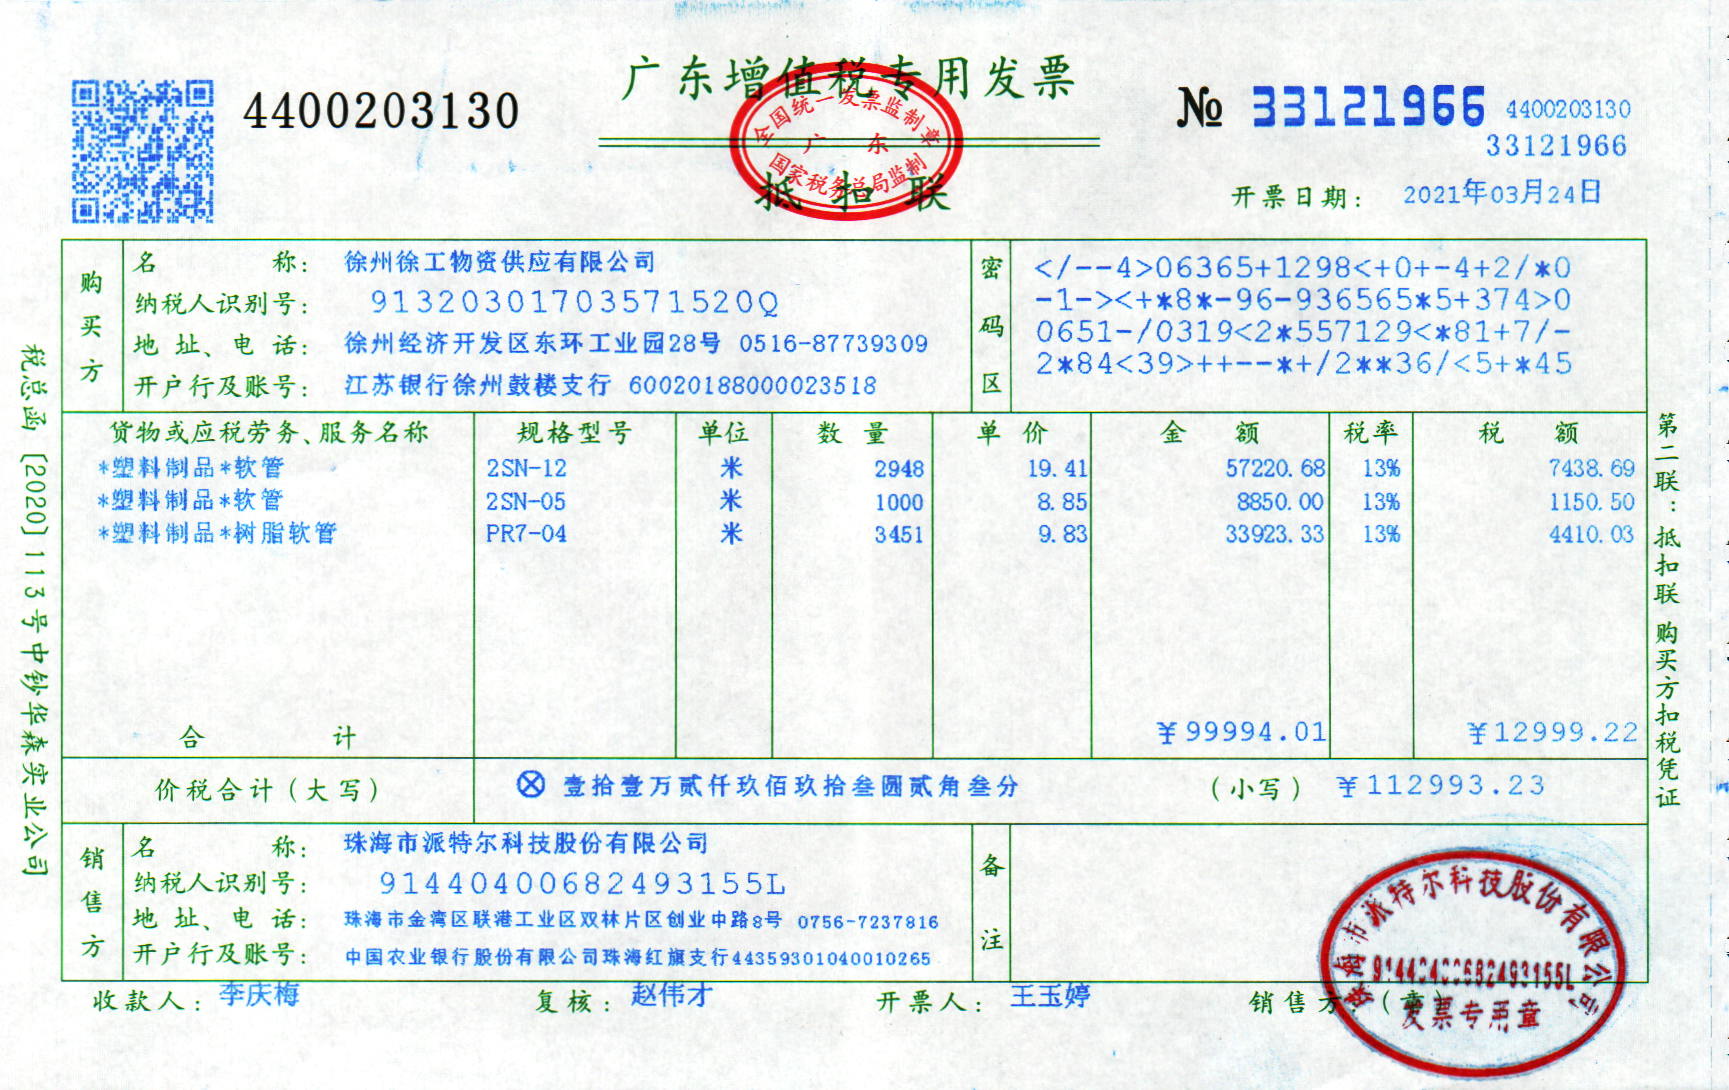 广东增值税专用发票
4400203130
№ 33121966 4400203130
33121966
全国统一发票监制章
广 东
国家税务总局监制
抵扣联
开票日期: 2021年03月24日
购买方
名 称: 徐州徐工物资供应有限公司
纳税人识别号: 91320301703571520Q
地 址、电 话: 徐州经济开发区东环工业园28号 0516-87739309
开户行及账号: 江苏银行徐州鼓楼支行 60020188000023518
密码区
</--4>06365+1298<+0+-4+2/*0
-1-><+*8*-96-936565*5+374>0
0651-/0319<2*557129<*81+7/-
2*84<39>++--*+/2**36/<5+*45
货物或应税劳务、服务名称 规格型号 单位 数 量 单 价 金 额 税率 税 额
*塑料制品*软管 2SN-12 米 2948 19.41 57220.68 13% 7438.69
*塑料制品*软管 2SN-05 米 1000 8.85 8850.00 13% 1150.50
*塑料制品*树脂软管 PR7-04 米 3451 9.83 33923.33 13% 4410.03
合 计 ¥99994.01 ¥12999.22
价税合计(大写) ⊗ 壹拾壹万贰仟玖佰玖拾叁圆贰角叁分 (小写) ¥112993.23
销售方
名 称: 珠海市派特尔科技股份有限公司
纳税人识别号: 91440400682493155L
地 址、电 话: 珠海市金湾区联港工业区双林片区创业中路8号 0756-7237816
开户行及账号: 中国农业银行股份有限公司珠海红旗支行44359301040010265
备注
收款人: 李庆梅 复核: 赵伟才 开票人: 王玉婷 销售方:(章)
珠海市派特尔科技股份有限公司
91440400682493155L
发票专用章
税总函[2020]113号中钞华森实业公司
第二联:抵扣联 购买方扣税凭证